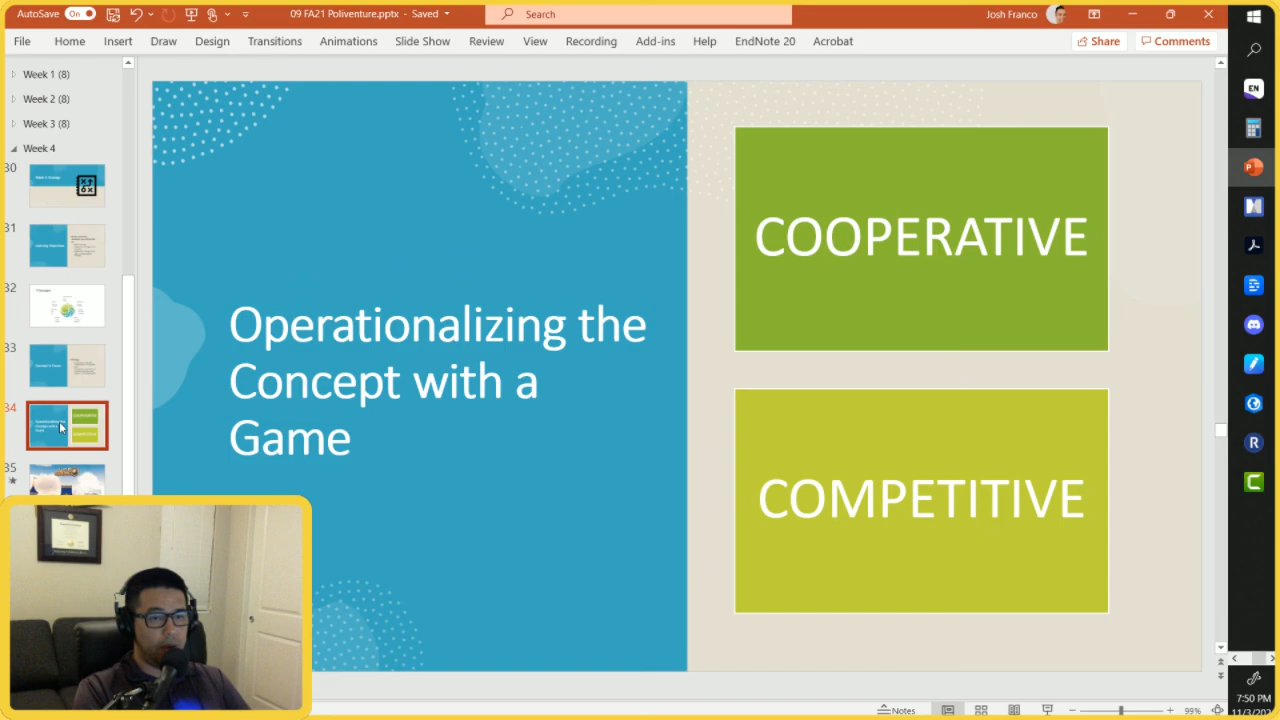 AutoSave On 09 FA21 Poliventure.pptx - Saved Search Josh Franco
File Home Insert Draw Design Transitions Animations Slide Show Review View Recording Add-ins Help EndNote 20 Acrobat Share Comments
Week 1 (8)
Week 2 (8)
Week 3 (8)
Week 4
30
31
32
33
34
35
Operationalizing the
Concept with a
Game
COOPERATIVE
COMPETITIVE
EN
R
Notes 99%
7:50 PM